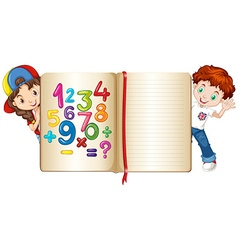 1 2 3 4
5 6 7 8
9 0
+ × - ÷ = ?